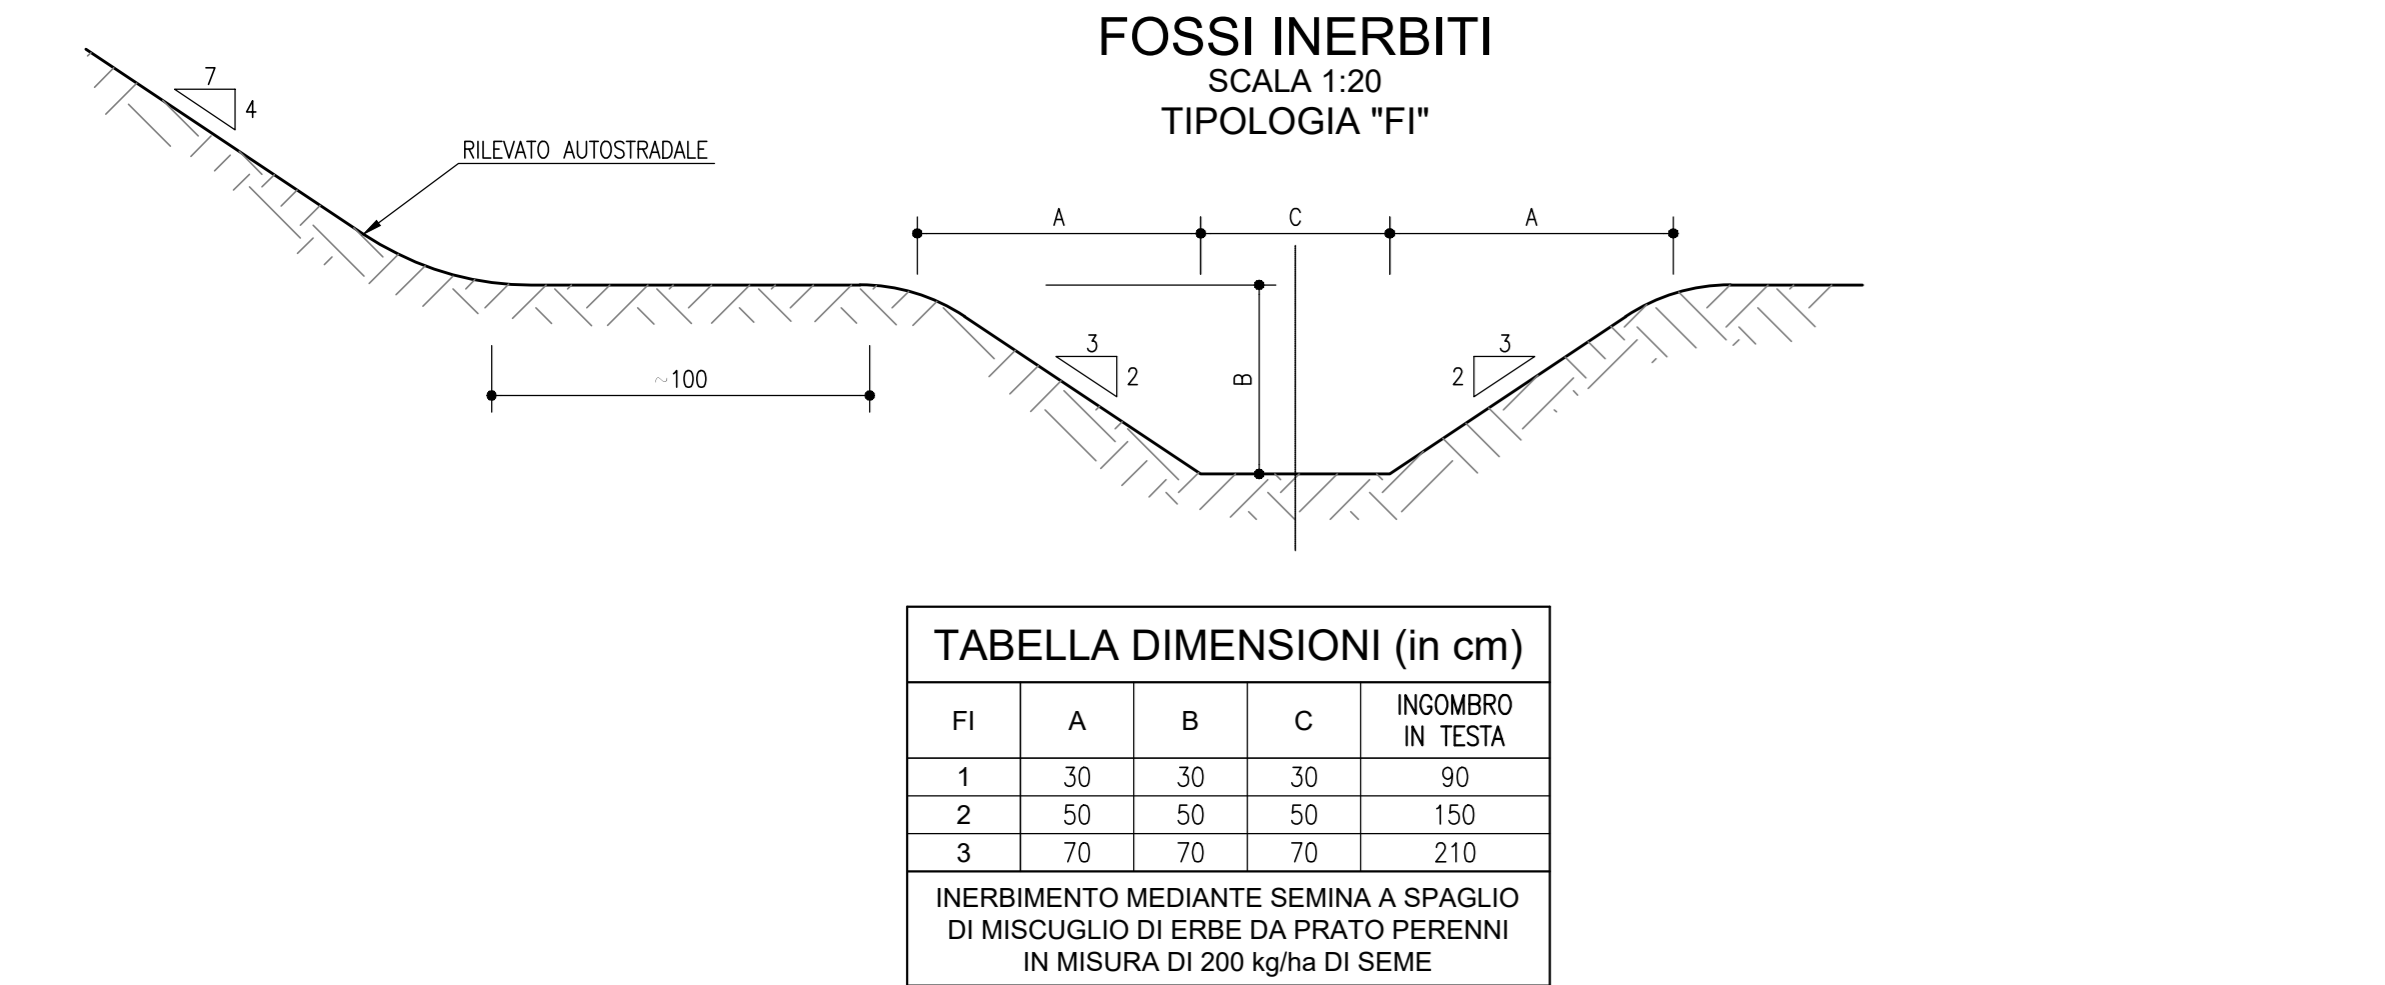 FOSSI INERBITI
SCALA 1:20
TIPOLOGIA "FI"
7
4
RILEVATO AUTOSTRADALE
A C A
3
2
3
2
B
~100
TABELLA DIMENSIONI (in cm)
FI A B C INGOMBRO IN TESTA
1 30 30 30 90
2 50 50 50 150
3 70 70 70 210
INERBIMENTO MEDIANTE SEMINA A SPAGLIO
DI MISCUGLIO DI ERBE DA PRATO PERENNI
IN MISURA DI 200 kg/ha DI SEME